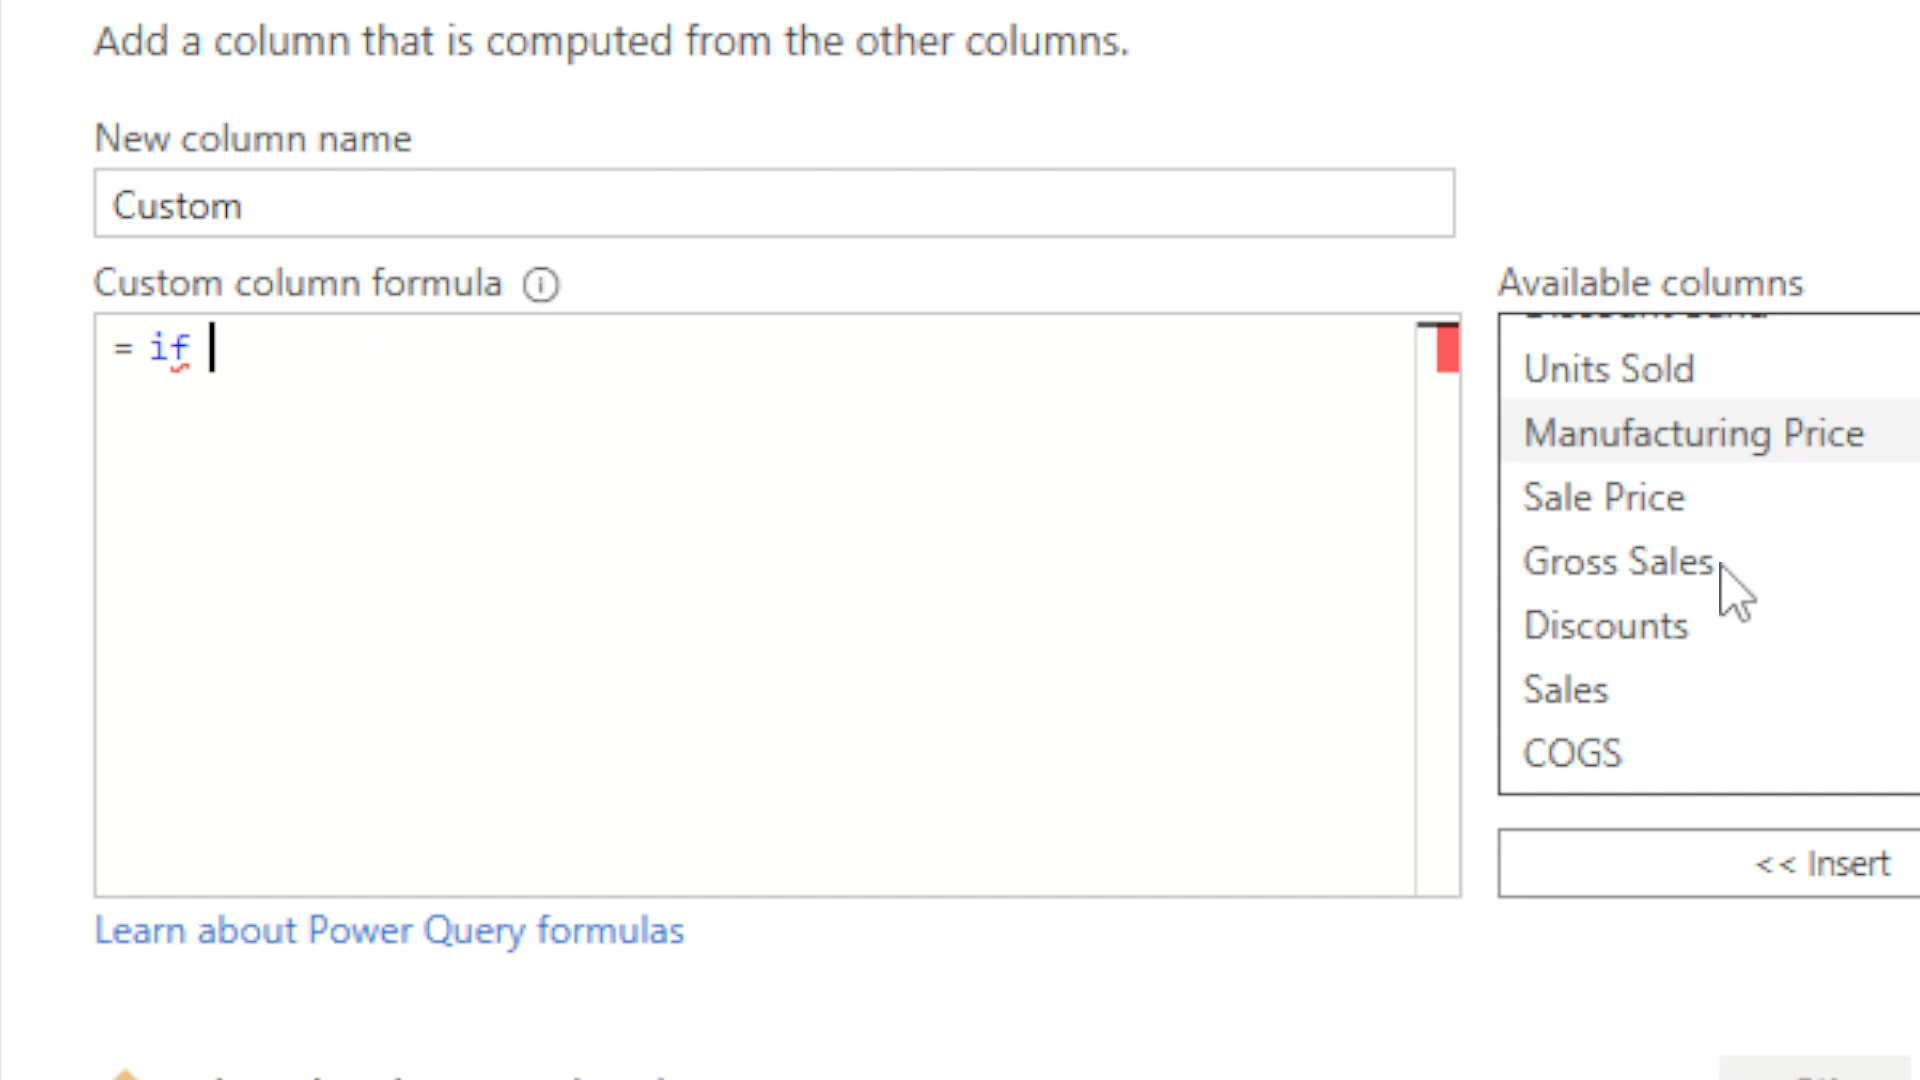 Add a column that is computed from the other columns.
New column name
Custom
Custom column formula
= if
Available columns
Units Sold
Manufacturing Price
Sale Price
Gross Sales
Discounts
Sales
COGS
<< Insert
Learn about Power Query formulas